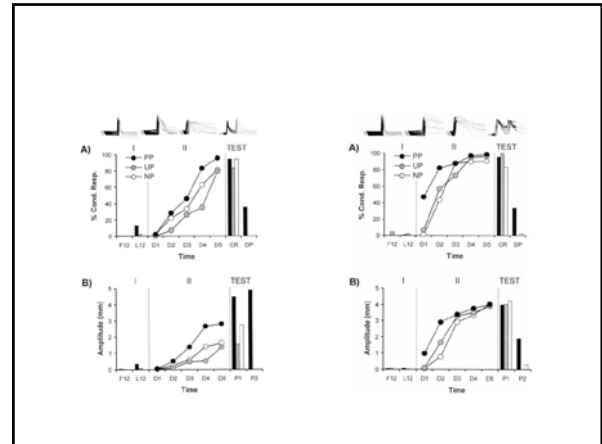 I II TEST
A)
PP
UP
NP
% Cond. Resp.
100
80
60
40
20
0
F12 L12 D1 D2 D3 D4 D5 CR DP
Time
I II TEST
B)
Amplitude (mm)
5
4
3
2
1
0
F12 L12 D1 D2 D3 D4 D5 P1 P2
Time
I II TEST
A)
PP
UP
NP
% Cond. Resp.
100
80
60
40
20
0
F12 L12 D1 D2 D3 D4 D5 CR DP
Time
I II TEST
B)
Amplitude (mm)
5
4
3
2
1
0
F12 L12 D1 D2 D3 D4 D5 P1 P2
Time